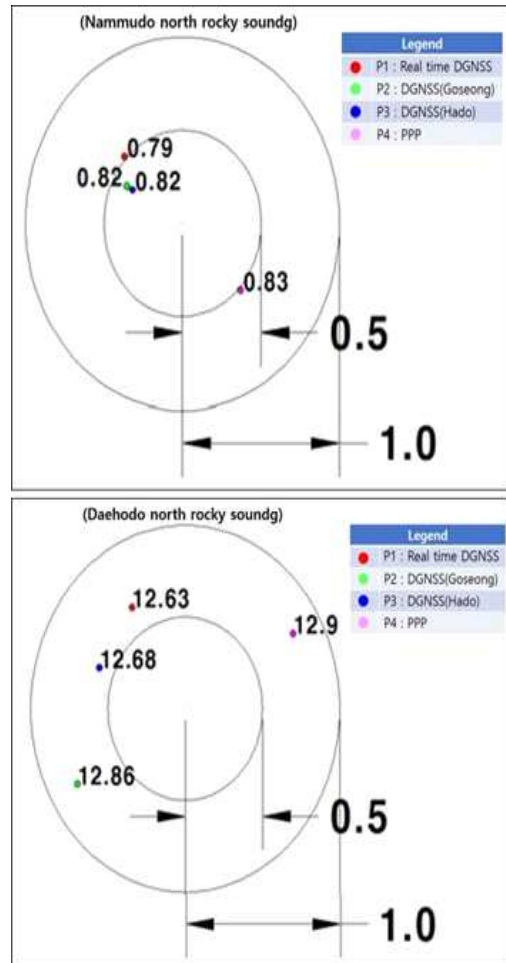 (Nammudo north rocky soundg)
Legend
P1 : Real time DGNSS
P2 : DGNSS(Goseong)
P3 : DGNSS(Hado)
P4 : PPP
0.79
0.82 0.82
0.83
0.5
1.0
(Daehodo north rocky soundg)
Legend
P1 : Real time DGNSS
P2 : DGNSS(Goseong)
P3 : DGNSS(Hado)
P4 : PPP
12.63
12.9
12.68
12.86
0.5
1.0